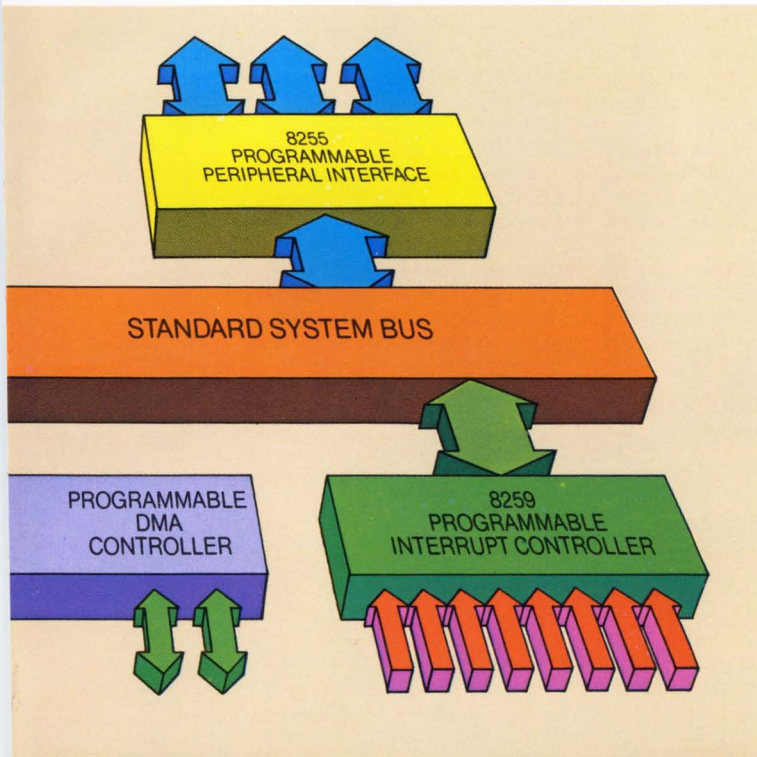 8255
PROGRAMMABLE
PERIPHERAL INTERFACE
STANDARD SYSTEM BUS
PROGRAMMABLE
DMA
CONTROLLER
8259
PROGRAMMABLE
INTERRUPT CONTROLLER